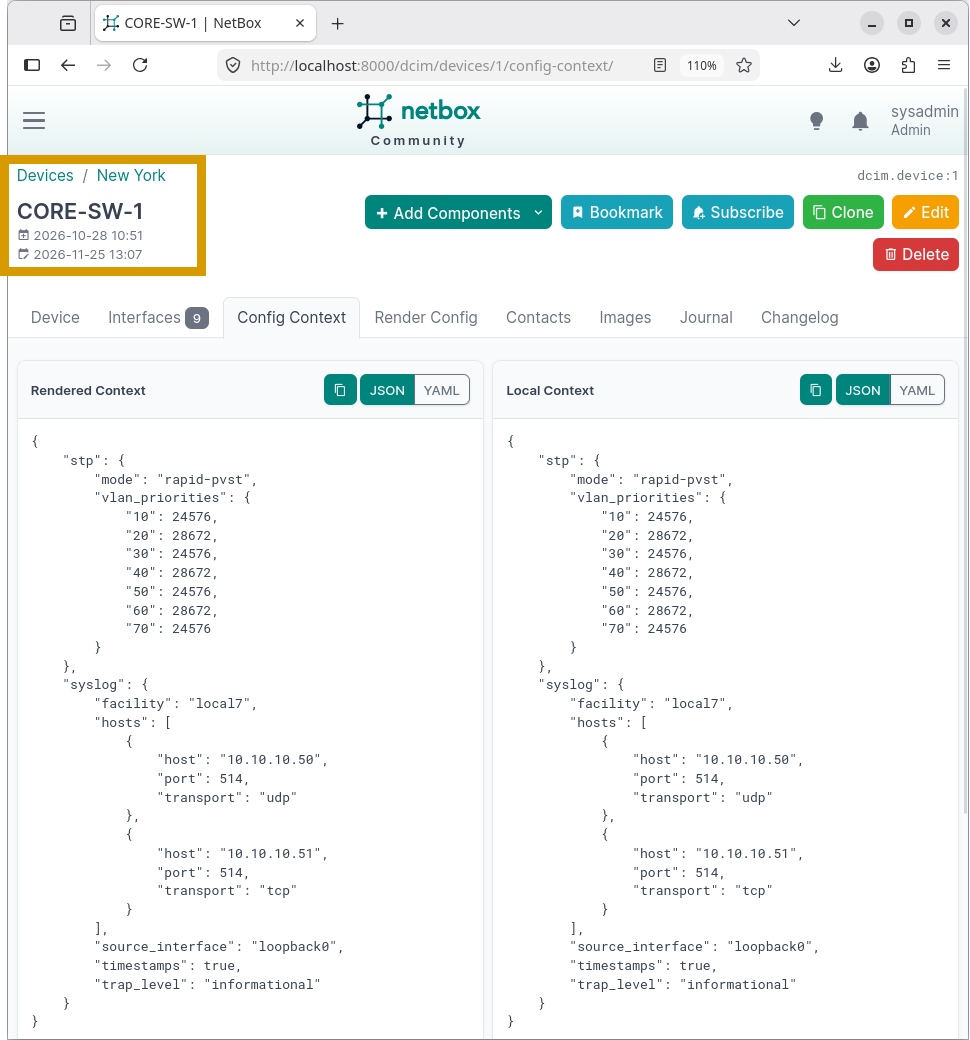 CORE-SW-1 | NetBox
http://localhost:8000/dcim/devices/1/config-context/
110%
netbox
Community
sysadmin
Admin
Devices / New York
dcim.device:1
CORE-SW-1
2026-10-28 10:51
2026-11-25 13:07
Add Components
Bookmark
Subscribe
Clone
Edit
Delete
Device
Interfaces 9
Config Context
Render Config
Contacts
Images
Journal
Changelog
Rendered Context
JSON
YAML
{
    "stp": {
        "mode": "rapid-pvst",
        "vlan_priorities": {
            "10": 24576,
            "20": 28672,
            "30": 24576,
            "40": 28672,
            "50": 24576,
            "60": 28672,
            "70": 24576
        }
    },
    "syslog": {
        "facility": "local7",
        "hosts": [
            {
                "host": "10.10.10.50",
                "port": 514,
                "transport": "udp"
            },
            {
                "host": "10.10.10.51",
                "port": 514,
                "transport": "tcp"
            }
        ],
        "source_interface": "loopback0",
        "timestamps": true,
        "trap_level": "informational"
    }
}
Local Context
JSON
YAML
{
    "stp": {
        "mode": "rapid-pvst",
        "vlan_priorities": {
            "10": 24576,
            "20": 28672,
            "30": 24576,
            "40": 28672,
            "50": 24576,
            "60": 28672,
            "70": 24576
        }
    },
    "syslog": {
        "facility": "local7",
        "hosts": [
            {
                "host": "10.10.10.50",
                "port": 514,
                "transport": "udp"
            },
            {
                "host": "10.10.10.51",
                "port": 514,
                "transport": "tcp"
            }
        ],
        "source_interface": "loopback0",
        "timestamps": true,
        "trap_level": "informational"
    }
}